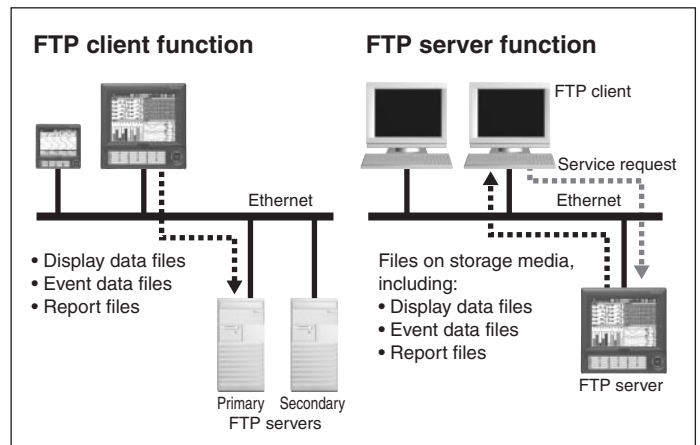 FTP client function
Ethernet
• Display data files
• Event data files
• Report files
Primary Secondary
FTP servers
FTP server function
FTP client
Service request
Ethernet
Files on storage media,
including:
• Display data files
• Event data files
• Report files
FTP server